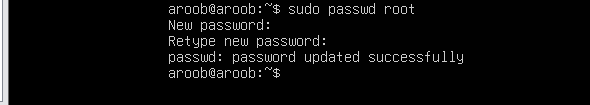 aroob@aroob:~$ sudo passwd root
New password:
Retype new password:
passwd: password updated successfully
aroob@aroob:~$